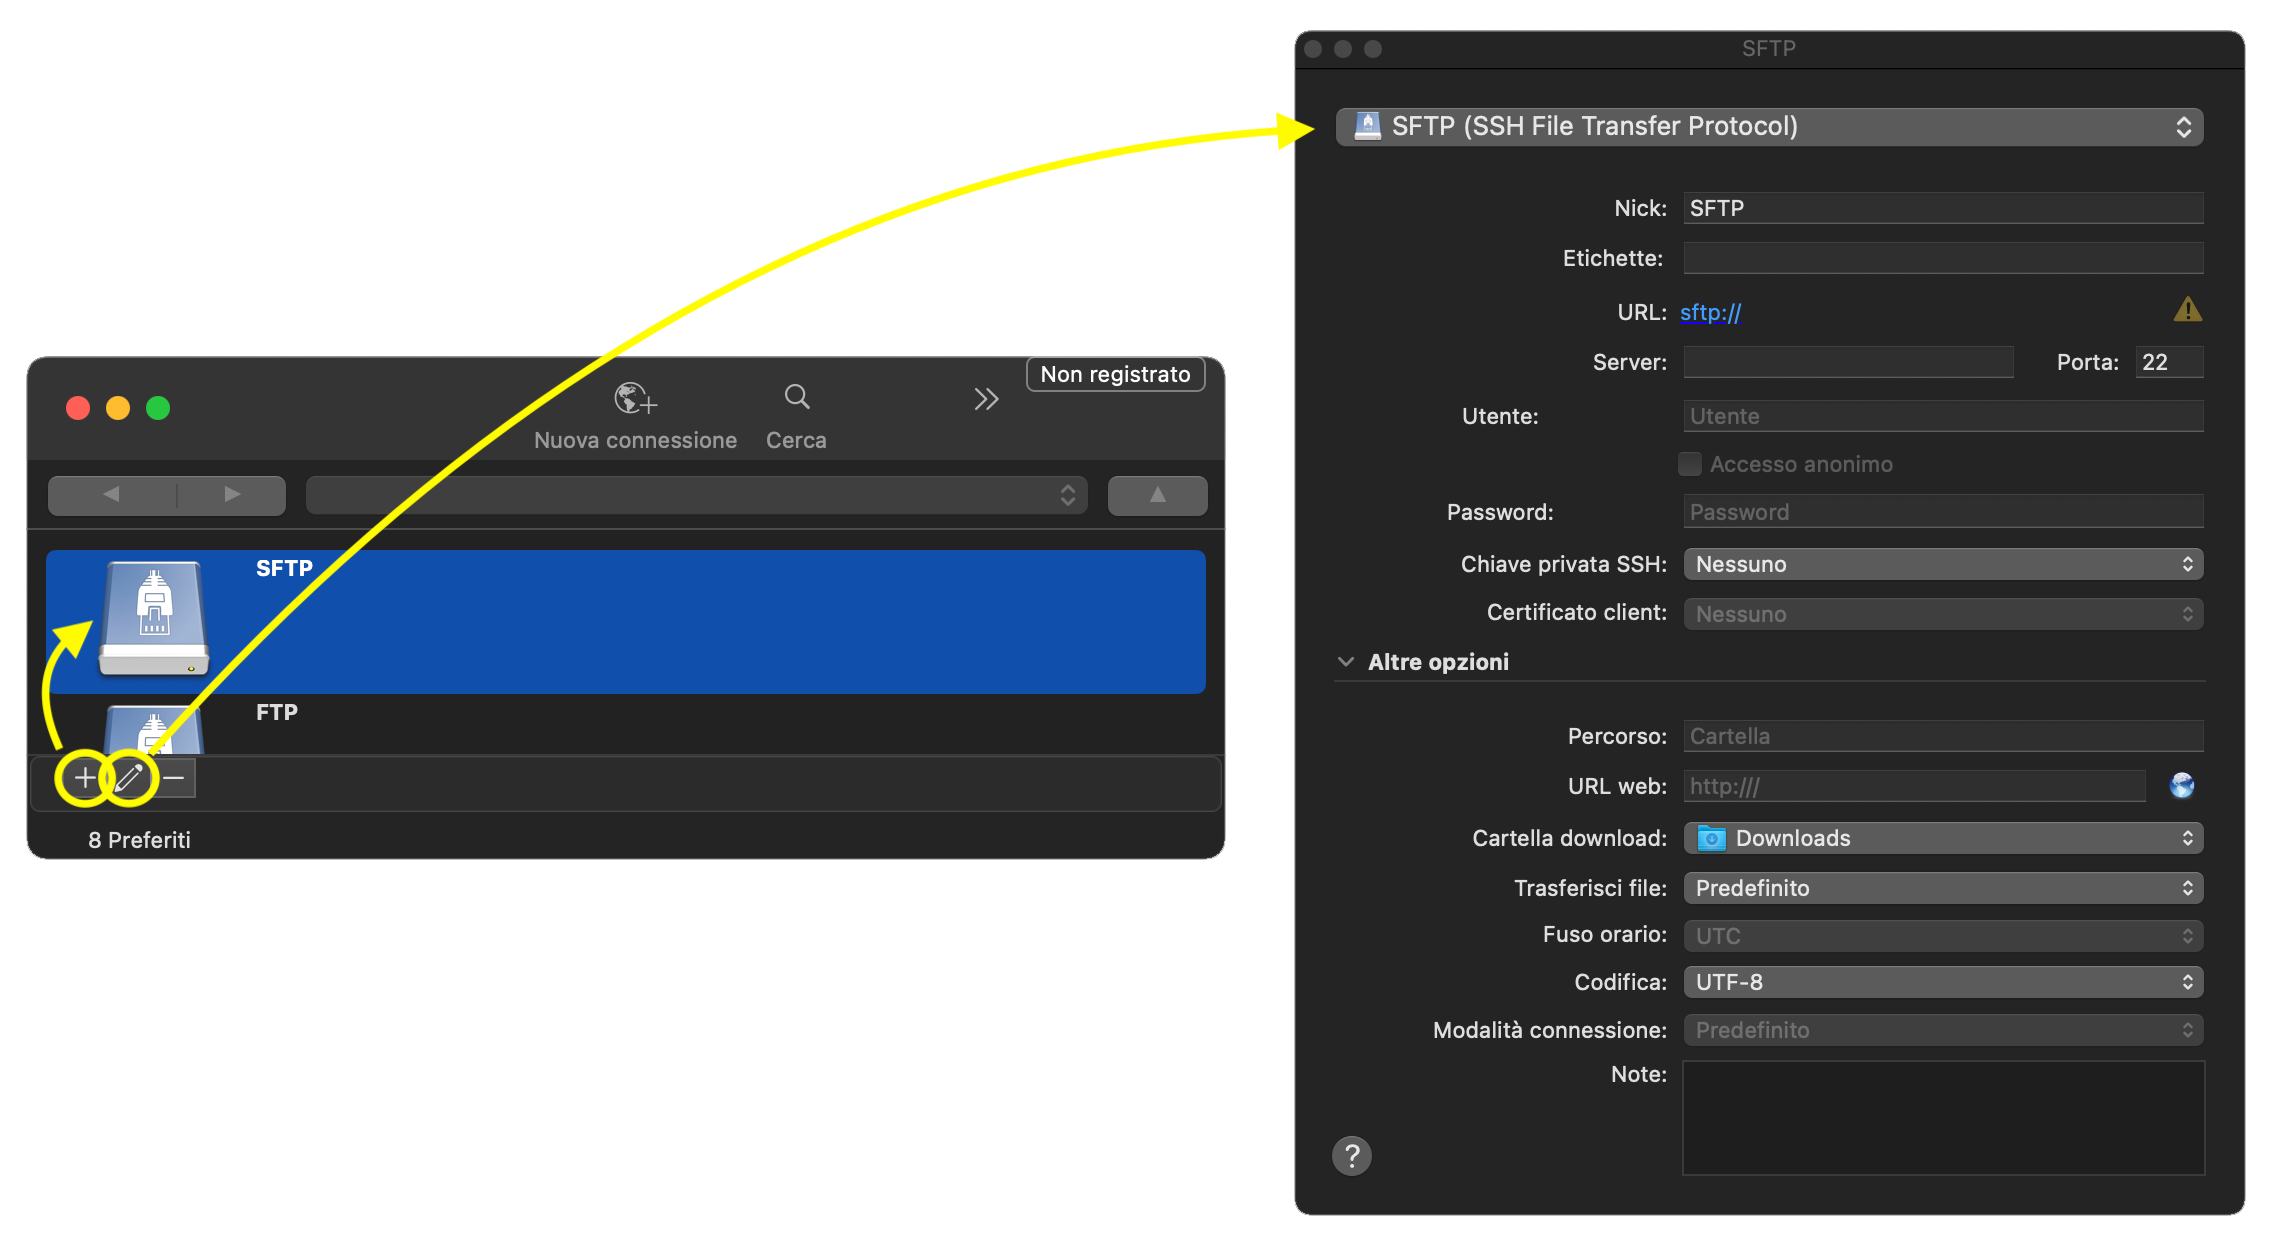 Non registrato
Nuova connessione
Cerca
SFTP
FTP
8 Preferiti
SFTP
SFTP (SSH File Transfer Protocol)
Nick: SFTP
Etichette:
URL: sftp://
Server: Porta: 22
Utente: Utente
Accesso anonimo
Password: Password
Chiave privata SSH: Nessuno
Certificato client: Nessuno
Altre opzioni
Percorso: Cartella
URL web: http:///
Cartella download: Downloads
Trasferisci file: Predefinito
Fuso orario: UTC
Codifica: UTF-8
Modalità connessione: Predefinito
Note:
?